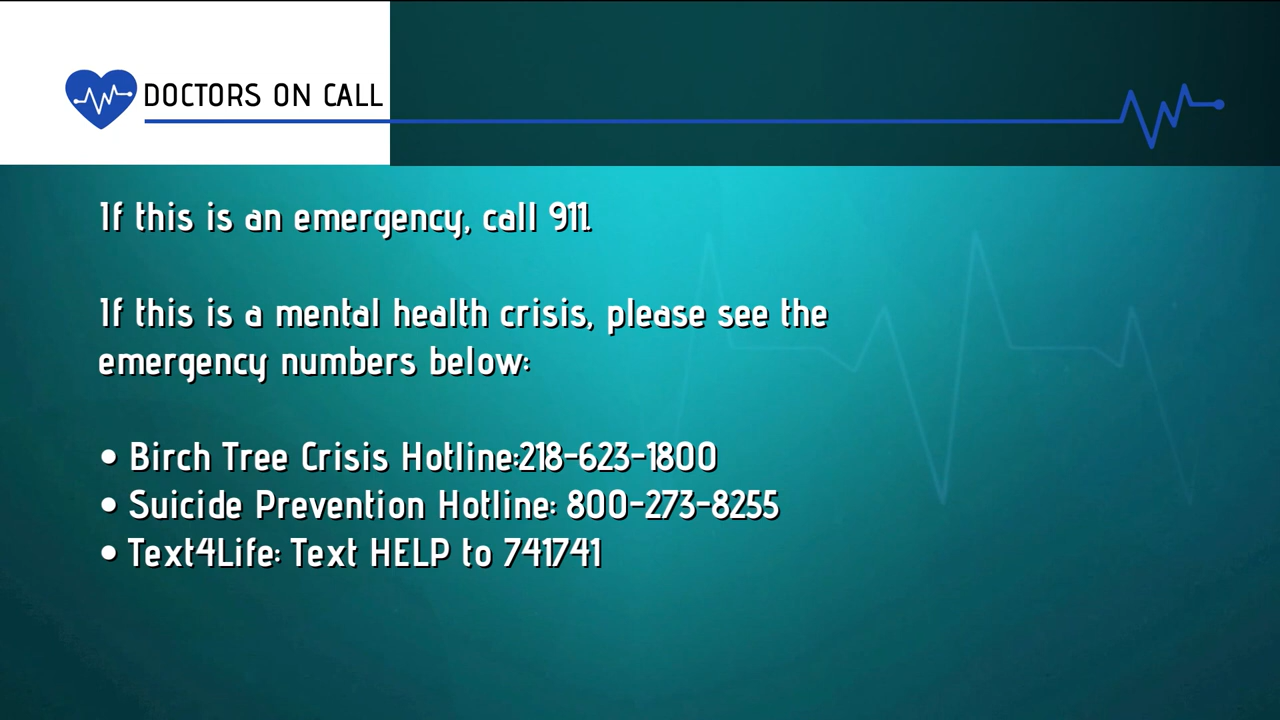 DOCTORS ON CALL
If this is an emergency, call 911.
If this is a mental health crisis, please see the
emergency numbers below:
• Birch Tree Crisis Hotline:218-623-1800
• Suicide Prevention Hotline: 800-273-8255
• Text4Life: Text HELP to 741741